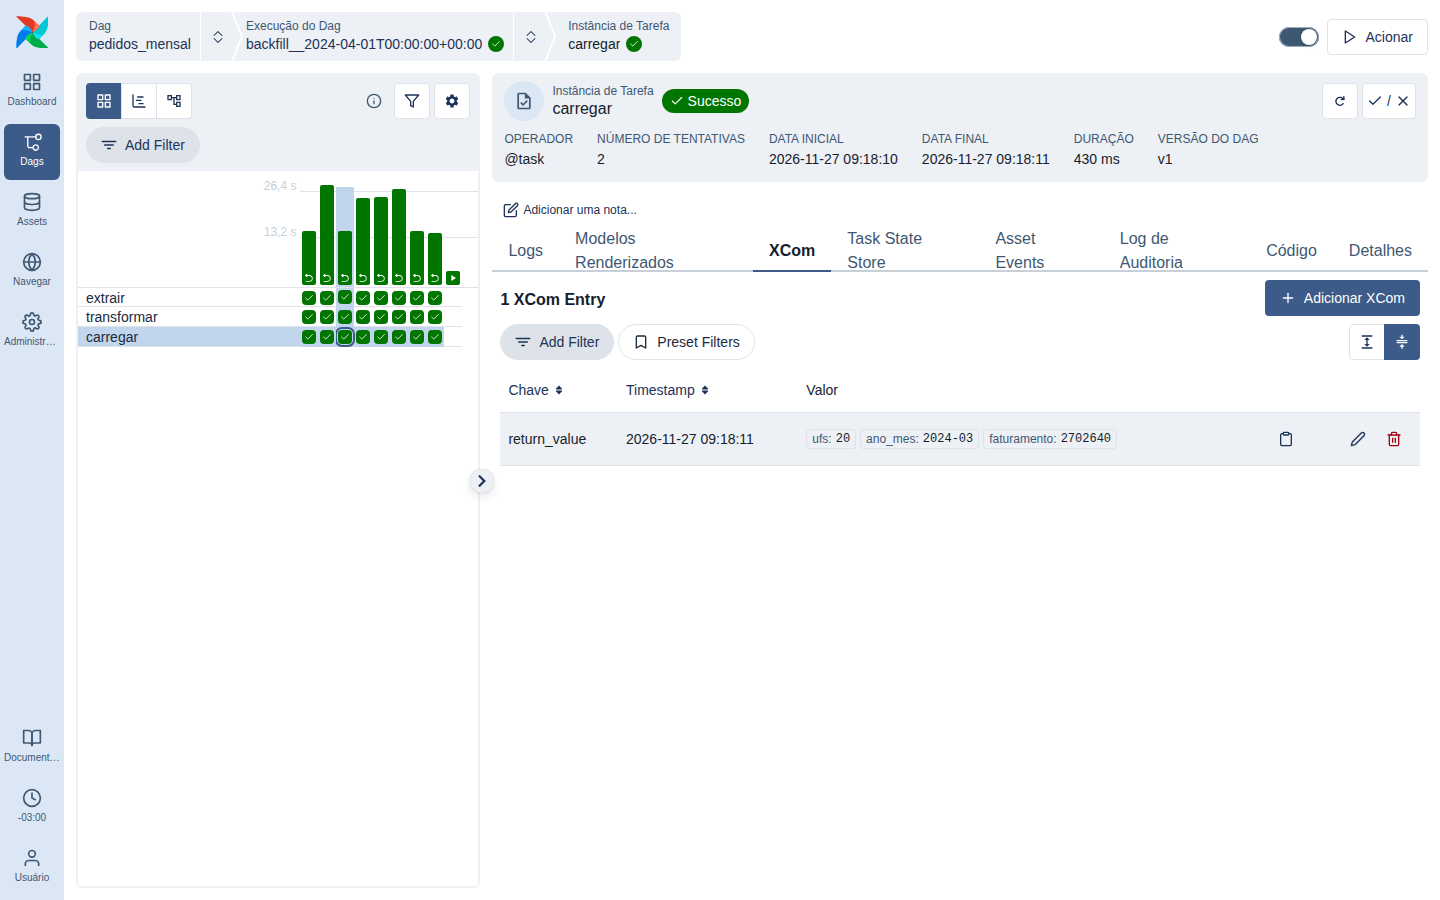 Dag
pedidos_mensal
Execução do Dag
backfill__2024-04-01T00:00:00+00:00
Instância de Tarefa
carregar
Acionar
Dashboard
Dags
Assets
Navegar
Administr…
Document…
-03:00
Usuário
Add Filter
26,4 s
13,2 s
extrair
transformar
carregar
Instância de Tarefa
carregar
Sucesso
/
OPERADOR
@task
NÚMERO DE TENTATIVAS
2
DATA INICIAL
2026-11-27 09:18:10
DATA FINAL
2026-11-27 09:18:11
DURAÇÃO
430 ms
VERSÃO DO DAG
v1
Adicionar uma nota...
Logs
Modelos Renderizados
XCom
Task State Store
Asset Events
Log de Auditoria
Código
Detalhes
1 XCom Entry
Adicionar XCom
Add Filter
Preset Filters
Chave
Timestamp
Valor
return_value
2026-11-27 09:18:11
ufs: 20
ano_mes: 2024-03
faturamento: 2702640